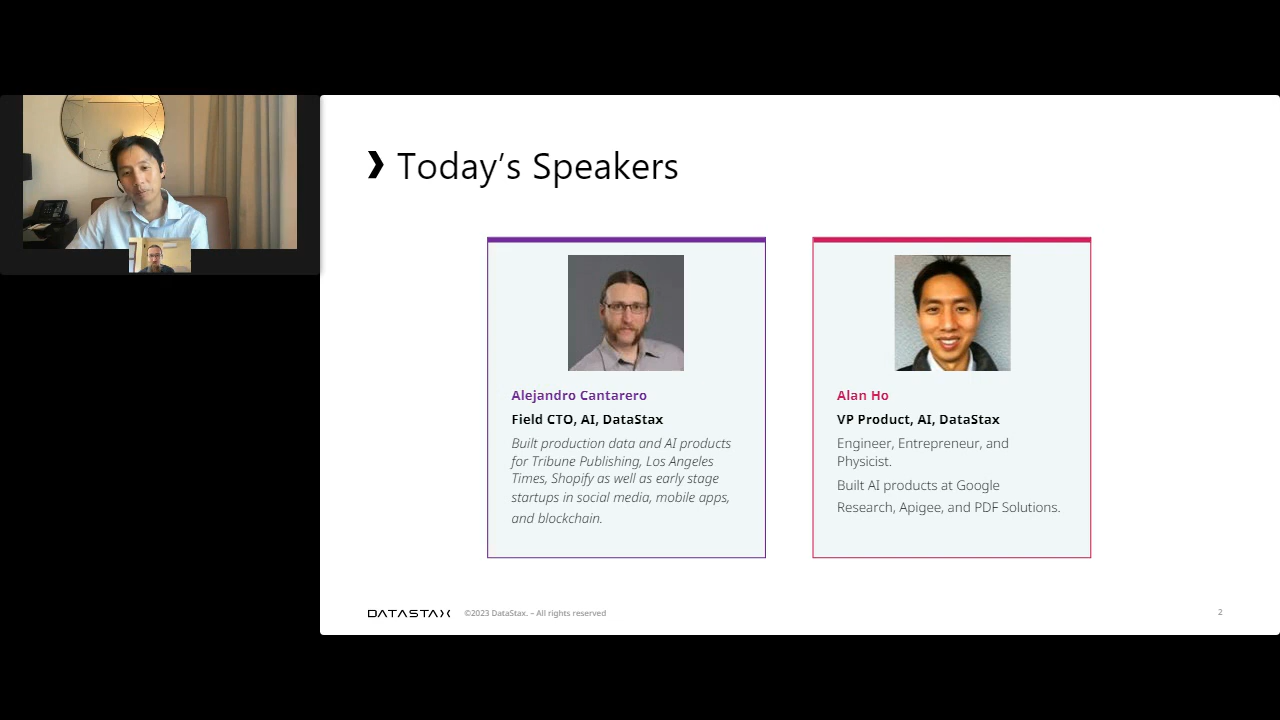 Today's Speakers
Alejandro Cantarero
Field CTO, AI, DataStax
Built production data and AI products
for Tribune Publishing, Los Angeles
Times, Shopify as well as early stage
startups in social media, mobile apps,
and blockchain.
Alan Ho
VP Product, AI, DataStax
Engineer, Entrepreneur, and
Physicist.
Built AI products at Google
Research, Apigee, and PDF Solutions.
DATASTAX ©2023 DataStax. – All rights reserved
2